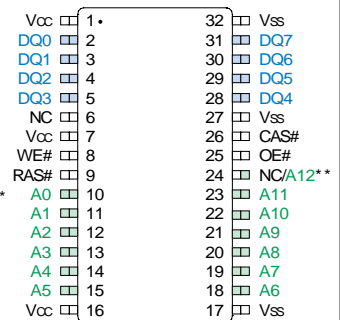 Vcc 1 • 32 Vss
DQ0 2 31 DQ7
DQ1 3 30 DQ6
DQ2 4 29 DQ5
DQ3 5 28 DQ4
NC 6 27 Vss
Vcc 7 26 CAS#
WE# 8 25 OE#
RAS# 9 24 NC/A12**
* A0 10 23 A11
A1 11 22 A10
A2 12 21 A9
A3 13 20 A8
A4 14 19 A7
A5 15 18 A6
Vcc 16 17 Vss